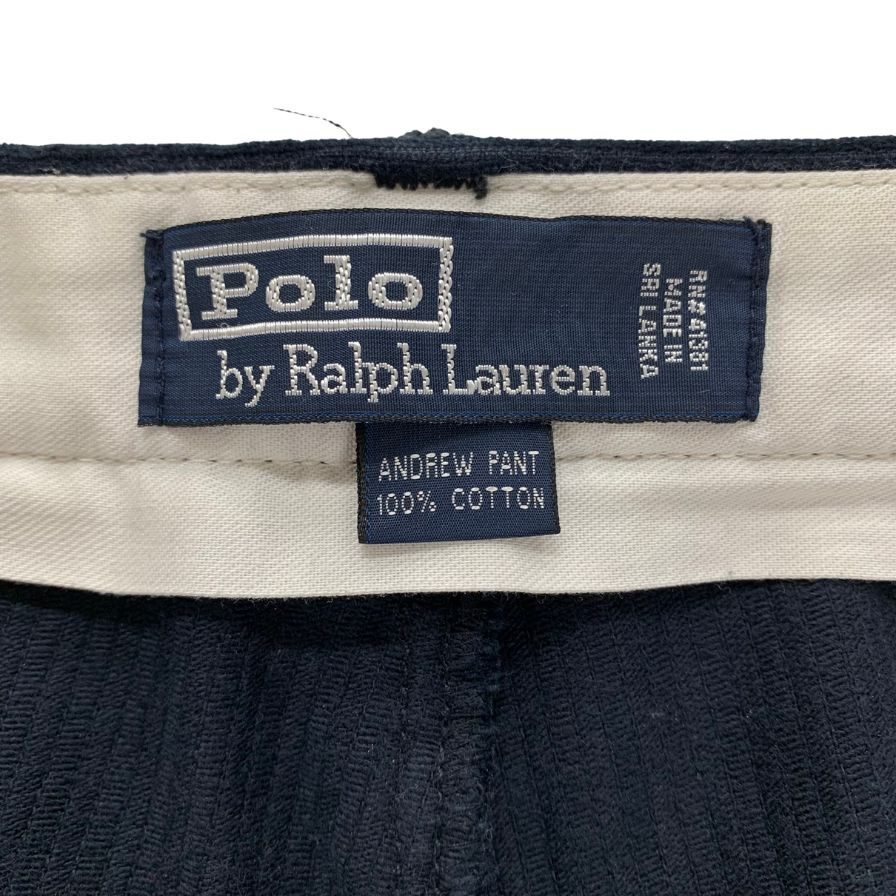 Polo
by Ralph Lauren
RN#41381
MADE IN
SRI LANKA
ANDREW PANT
100% COTTON